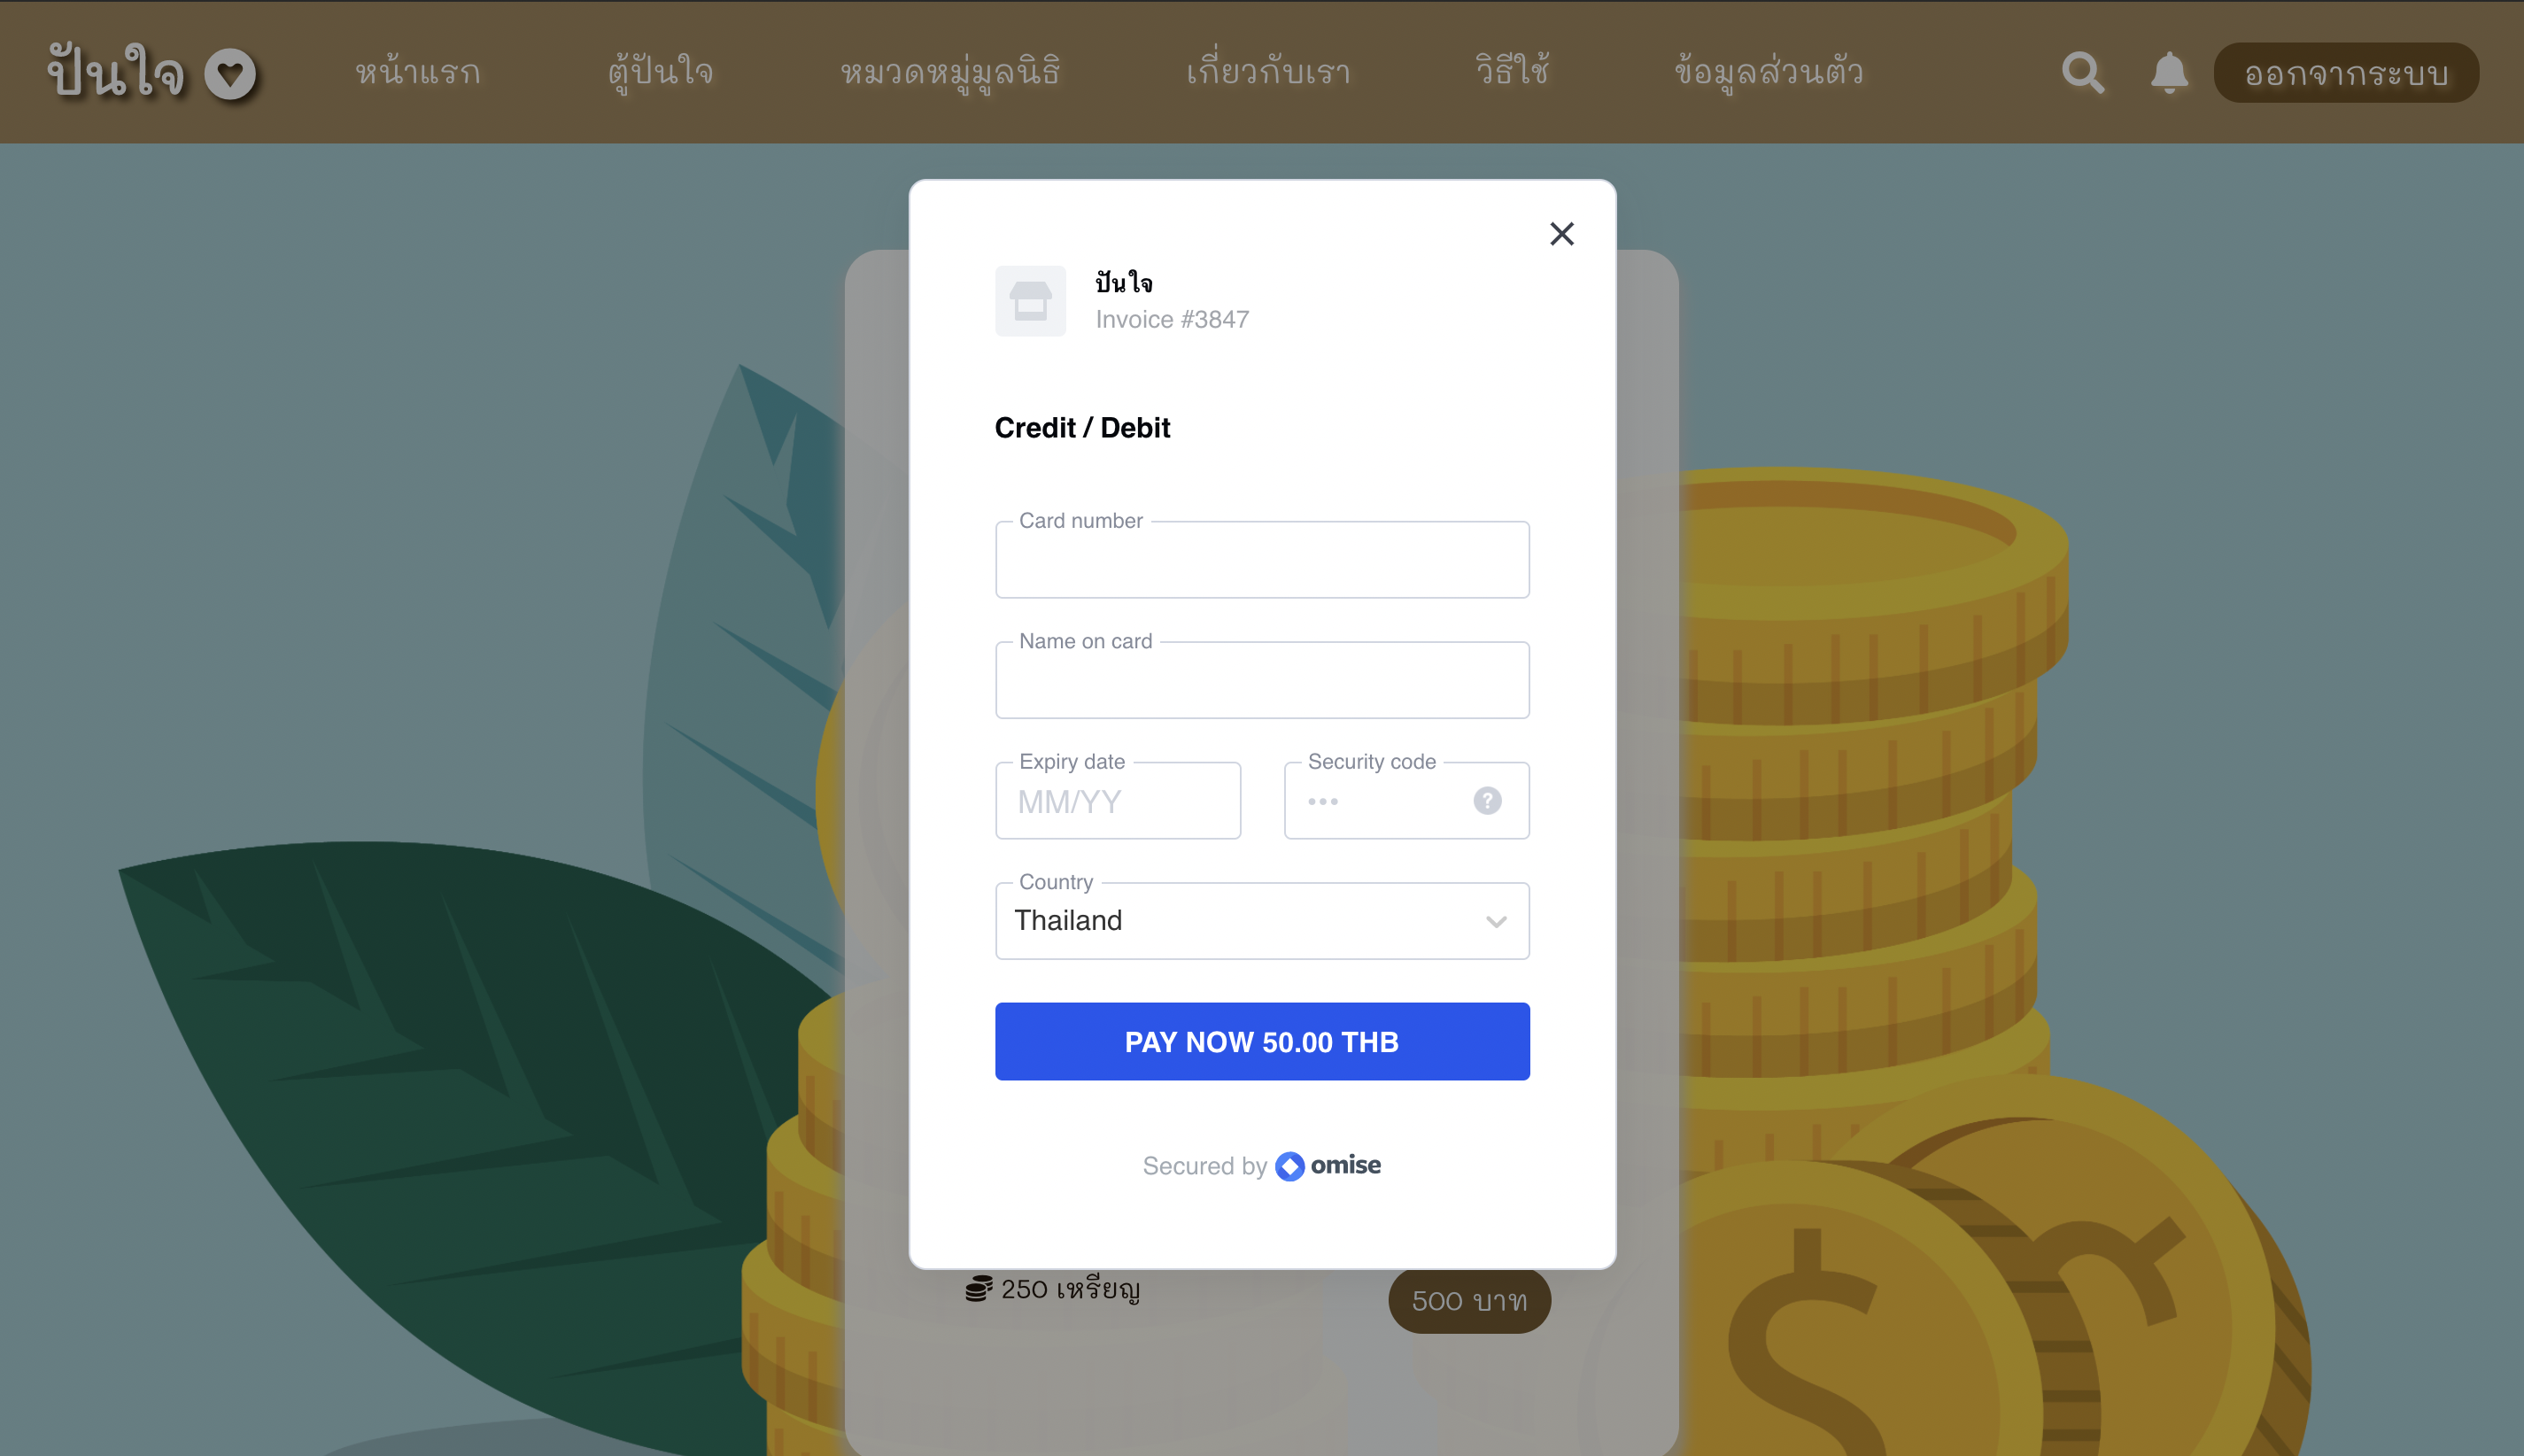 ปันใจ
หน้าแรก
ตู้ปันใจ
หมวดหมู่มูลนิธิ
เกี่ยวกับเรา
วิธีใช้
ข้อมูลส่วนตัว
ออกจากระบบ
ปันใจ
Invoice #3847
Credit / Debit
Card number
Name on card
Expiry date
MM/YY
Security code
Country
Thailand
PAY NOW 50.00 THB
Secured by omise
250 เหรียญ
500 บาท